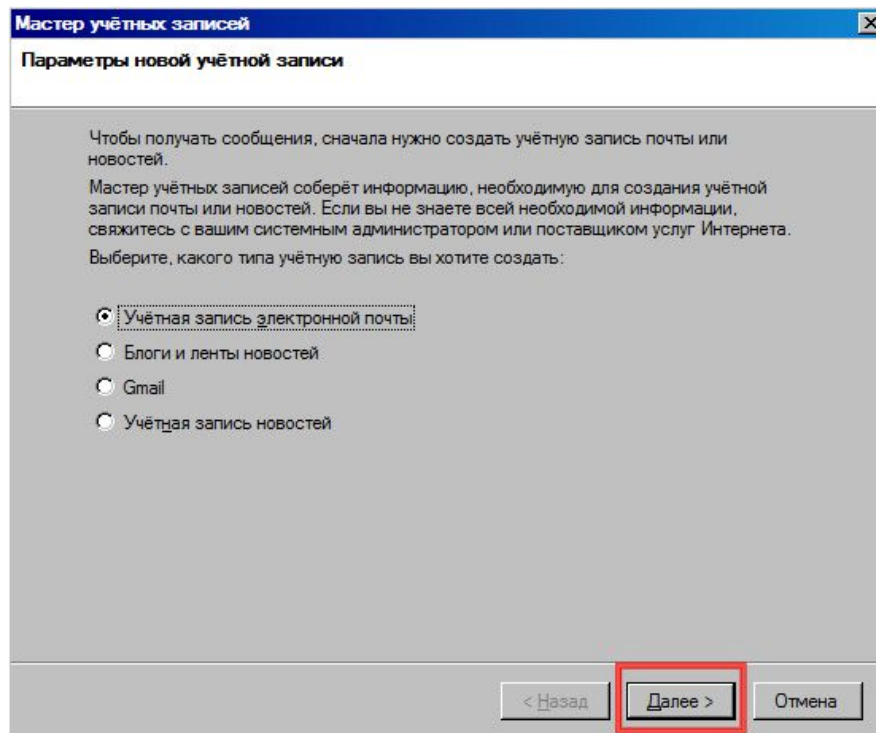 Мастер учётных записей
Параметры новой учётной записи
Чтобы получать сообщения, сначала нужно создать учётную запись почты или
новостей.
Мастер учётных записей соберёт информацию, необходимую для создания учётной
записи почты или новостей. Если вы не знаете всей необходимой информации,
свяжитесь с вашим системным администратором или поставщиком услуг Интернета.
Выберите, какого типа учётную запись вы хотите создать:
Учётная запись электронной почты
Блоги и ленты новостей
Gmail
Учётная запись новостей
< Назад Далее > Отмена